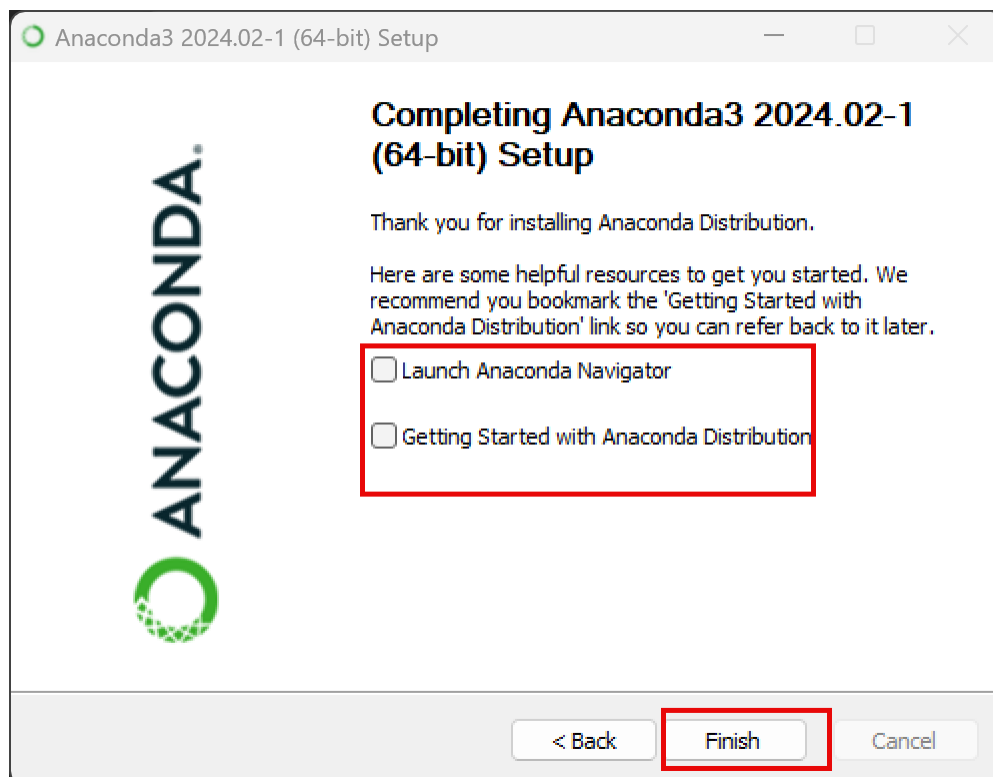 Anaconda3 2024.02-1 (64-bit) Setup
Completing Anaconda3 2024.02-1
(64-bit) Setup
Thank you for installing Anaconda Distribution.
Here are some helpful resources to get you started. We
recommend you bookmark the 'Getting Started with
Anaconda Distribution' link so you can refer back to it later.
Launch Anaconda Navigator
Getting Started with Anaconda Distribution
ANACONDA.
< Back
Finish
Cancel